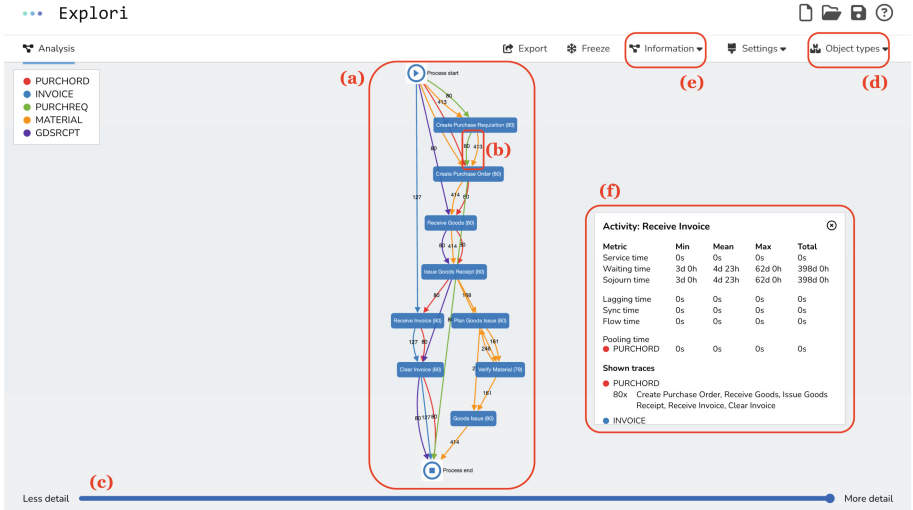 Explori
Analysis
Export
Freeze
Information
Settings
Object types
(e)
(d)
PURCHORD
INVOICE
PURCHREQ
MATERIAL
GDSRCPT
(a)
Process start
80
413
Create Purchase Requisition (80)
80
80
413
(b)
Create Purchase Order (80)
127
414
80
Receive Goods (80)
80
414
80
Issue Goods Receipt (80)
80
158
Receive Invoice (80)
Plan Goods Issue (80)
127
80
161
246
Clear Invoice (80)
Verify Material (79)
161
Goods Issue (80)
80
127
80
414
Process end
(f)
Activity: Receive Invoice
Metric Min Mean Max Total
Service time 0s 0s 0s 0s
Waiting time 3d 0h 4d 23h 62d 0h 398d 0h
Sojourn time 3d 0h 4d 23h 62d 0h 398d 0h
Lagging time 0s 0s 0s 0s
Sync time 0s 0s 0s 0s
Flow time 0s 0s 0s 0s
Pooling time
PURCHORD 0s 0s 0s 0s
Shown traces
PURCHORD
80x Create Purchase Order, Receive Goods, Issue Goods
Receipt, Receive Invoice, Clear Invoice
INVOICE
(c)
Less detail
More detail